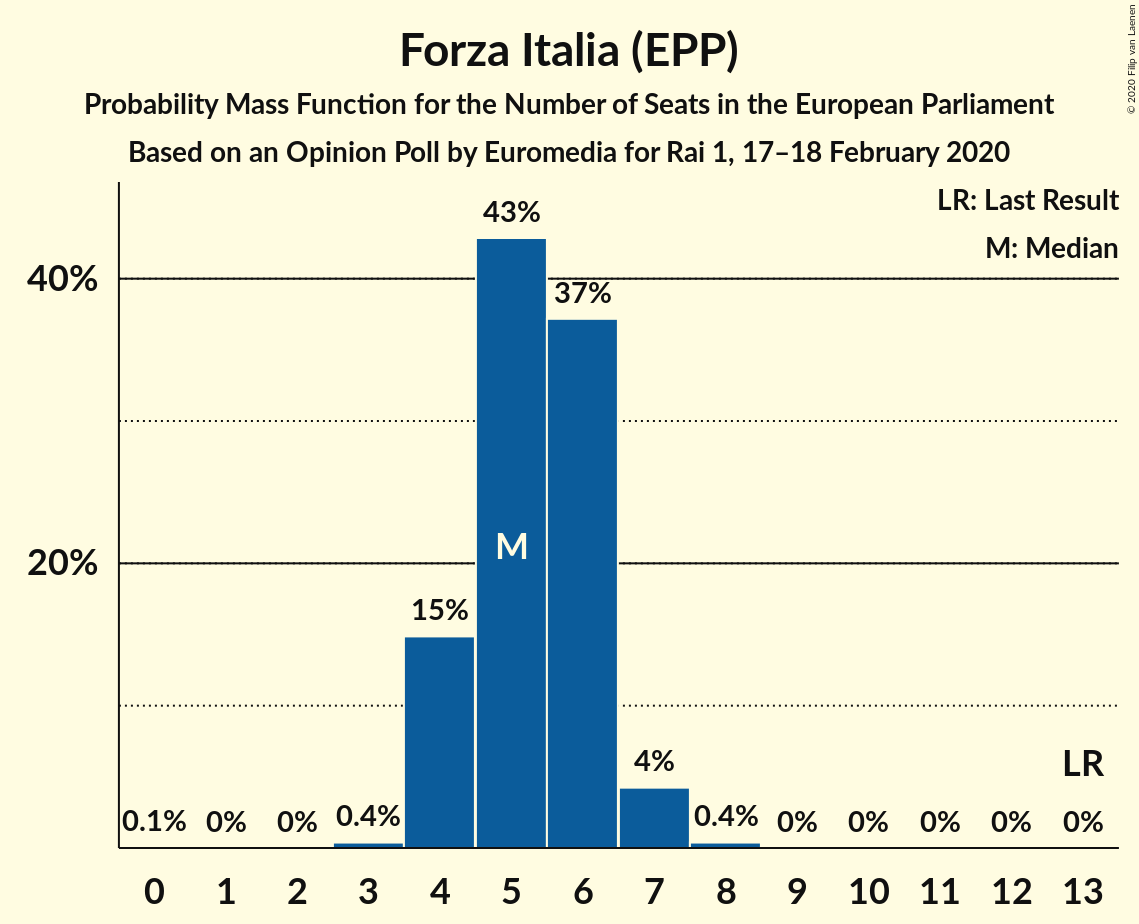 Forza Italia (EPP)
Probability Mass Function for the Number of Seats in the European Parliament
Based on an Opinion Poll by Euromedia for Rai 1, 17–18 February 2020
© 2020 Filip van Laenen
LR: Last Result
M: Median
40%
20%
0.1%
0%
0%
0.4%
15%
43%
M
37%
4%
0.4%
0%
0%
0%
0%
LR
0%
0 1 2 3 4 5 6 7 8 9 10 11 12 13